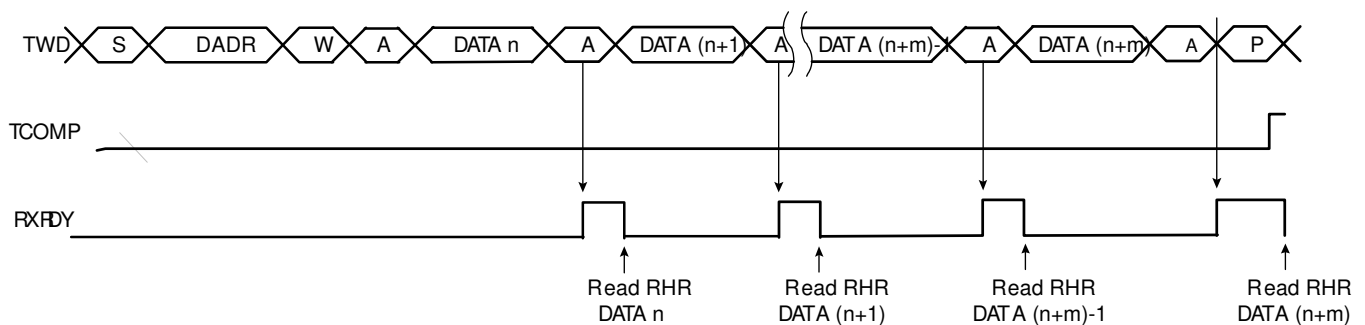 TWD S DADR W A DATA n A DATA (n+1) A DATA (n+m)-1 A DATA (n+m) A P
TCOMP
RXRDY
Read RHR Read RHR Read RHR Read RHR
DATA n DATA (n+1) DATA (n+m)-1 DATA (n+m)